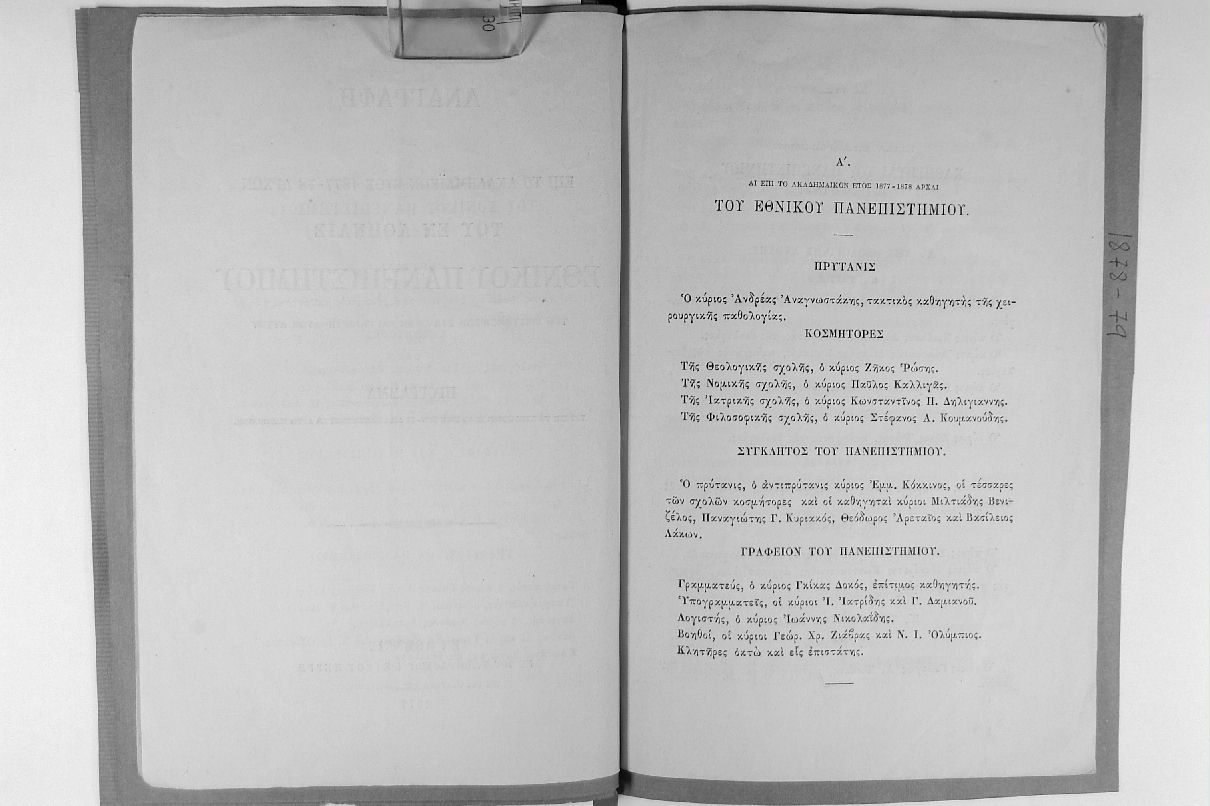 Α΄.
ΑΙ ΕΠΙ ΤΟ ΑΚΑΔΗΜΑΙΚΟΝ ΕΤΟΣ 1877-1878 ΑΡΧΑΙ
ΤΟΥ ΕΘΝΙΚΟΥ ΠΑΝΕΠΙΣΤΗΜΙΟΥ.
ΠΡΥΤΑΝΙΣ
Ὁ κύριος Ἀνδρέας Ἀναγνωστάκης, τακτικὸς καθηγητὴς τῆς χει-
ρουργικῆς παθολογίας.
ΚΟΣΜΗΤΟΡΕΣ
Τῆς Θεολογικῆς σχολῆς, ὁ κύριος Ζῆκος Ῥώσης.
Τῆς Νομικῆς σχολῆς, ὁ κύριος Παῦλος Καλλιγᾶς.
Τῆς Ἰατρικῆς σχολῆς, ὁ κύριος Κωνσταντῖνος Π. Δηλιγιαννης.
Τῆς Φιλοσοφικῆς σχολῆς, ὁ κύριος Στέφανος Α. Κουμανούδης.
ΣΥΓΚΛΗΤΟΣ ΤΟΥ ΠΑΝΕΠΙΣΤΗΜΙΟΥ.
Ὁ πρύτανις, ὁ ἀντιπρύτανις κύριος Ἐμμ. Κόκκινος, οἱ τέσσαρες
τῶν σχολῶν κοσμήτορες καὶ οἱ καθηγηταὶ κύριοι Μιλτιάδης Βενι-
ζέλος, Παναγιώτης Γ. Κυριακός, Θεόδωρος Ἀρεταῖος καὶ Βασίλειος
Λάκων.
ΓΡΑΦΕΙΟΝ ΤΟΥ ΠΑΝΕΠΙΣΤΗΜΙΟΥ.
Γραμματεύς, ὁ κύριος Γκίκας Δοκός, ἐπίτιμος καθηγητής.
Ὑπογραμματεῖς, οἱ κύριοι Ἰ. Ἰατρίδης καὶ Γ. Δαμιανοῦ.
Λογιστής, ὁ κύριος Ἰωάννης Νικολαΐδης.
Βοηθοί, οἱ κύριοι Γεώρ. Χρ. Ζιάβρας καὶ Ν. Ι. Ὀλύμπιος.
Κλητῆρες ὀκτὼ καὶ εἷς ἐπιστάτης.
1878-79
30